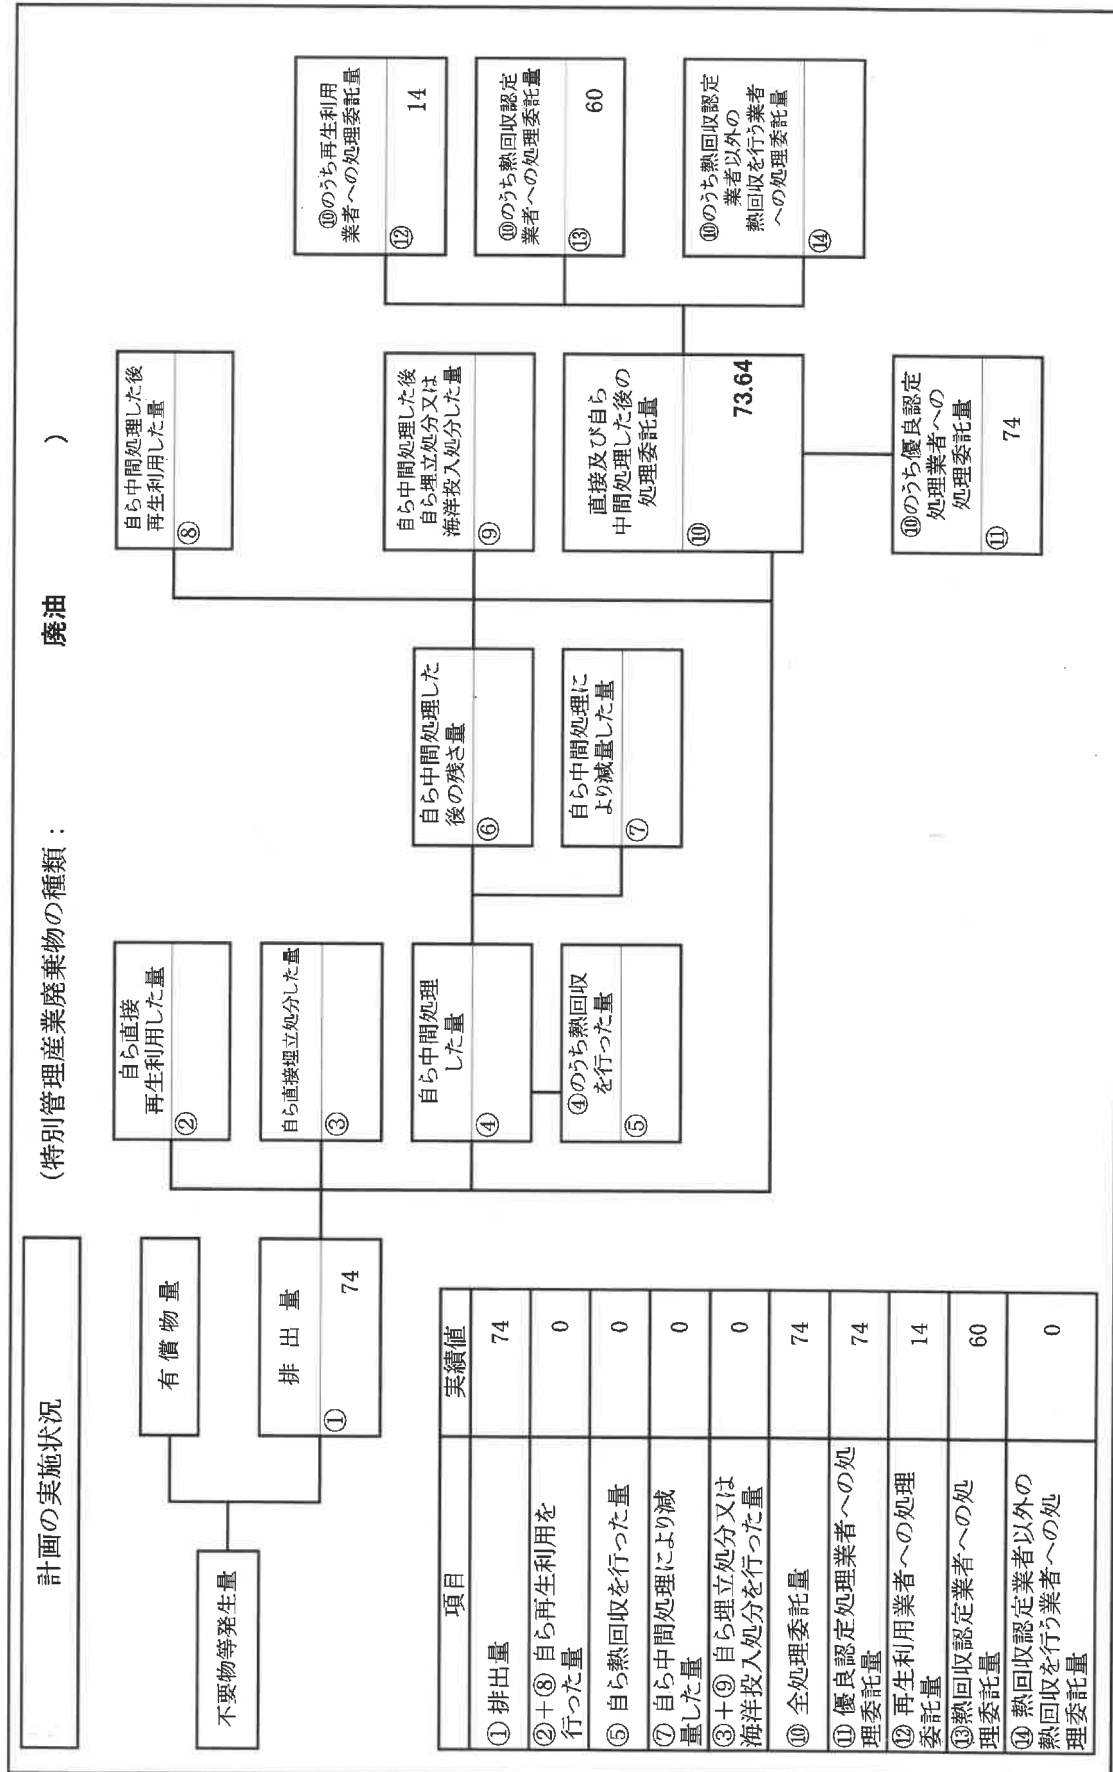 計画の実施状況
(特別管理産業廃棄物の種類： 廃油 )
不要物等発生量
有償物量
排出量
①
74
自ら直接
再生利用した量
②
自ら直接埋立処分した量
③
自ら中間処理
した量
④
④のうち熱回収
を行った量
⑤
自ら中間処理した
後の残さ量
⑥
自ら中間処理に
より減量した量
⑦
自ら中間処理した後
再生利用した量
⑧
自ら中間処理した後
自ら埋立処分又は
海洋投入処分した量
⑨
直接及び自ら
中間処理した後の
処理委託量
⑩
73.64
⑩のうち優良認定
処理業者への
処理委託量
⑪
74
⑩のうち再生利用
業者への処理委託量
⑫
14
⑩のうち熱回収認定
業者への処理委託量
⑬
60
⑩のうち熱回収認定
業者以外の
熱回収を行う業者
への処理委託量
⑭
項目 実績値
① 排出量 74
②+⑧ 自ら再生利用を
行った量 0
⑤ 自ら熱回収を行った量 0
⑦ 自ら中間処理により減
量した量 0
③+⑨ 自ら埋立処分又は
海洋投入処分を行った量 0
⑩ 全処理委託量 74
⑪ 優良認定処理業者への処
理委託量 74
⑫ 再生利用業者への処理
委託量 14
⑬熱回収認定業者への処
理委託量 60
⑭ 熱回収認定業者以外の
熱回収を行う業者への処
理委託量 0